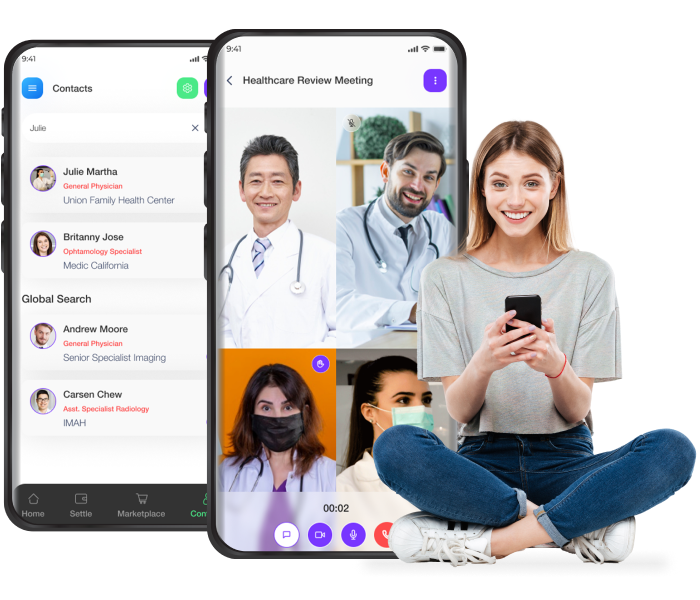 9:41
Contacts
Julie
Julie Martha
General Physician
Union Family Health Center
Britanny Jose
Ophtamology Specialist
Medic California
Global Search
Andrew Moore
General Physician
Senior Specialist Imaging
Carsen Chew
Asst. Specialist Radiology
IMAH
Home
Settle
Marketplace
9:41
Healthcare Review Meeting
00:02